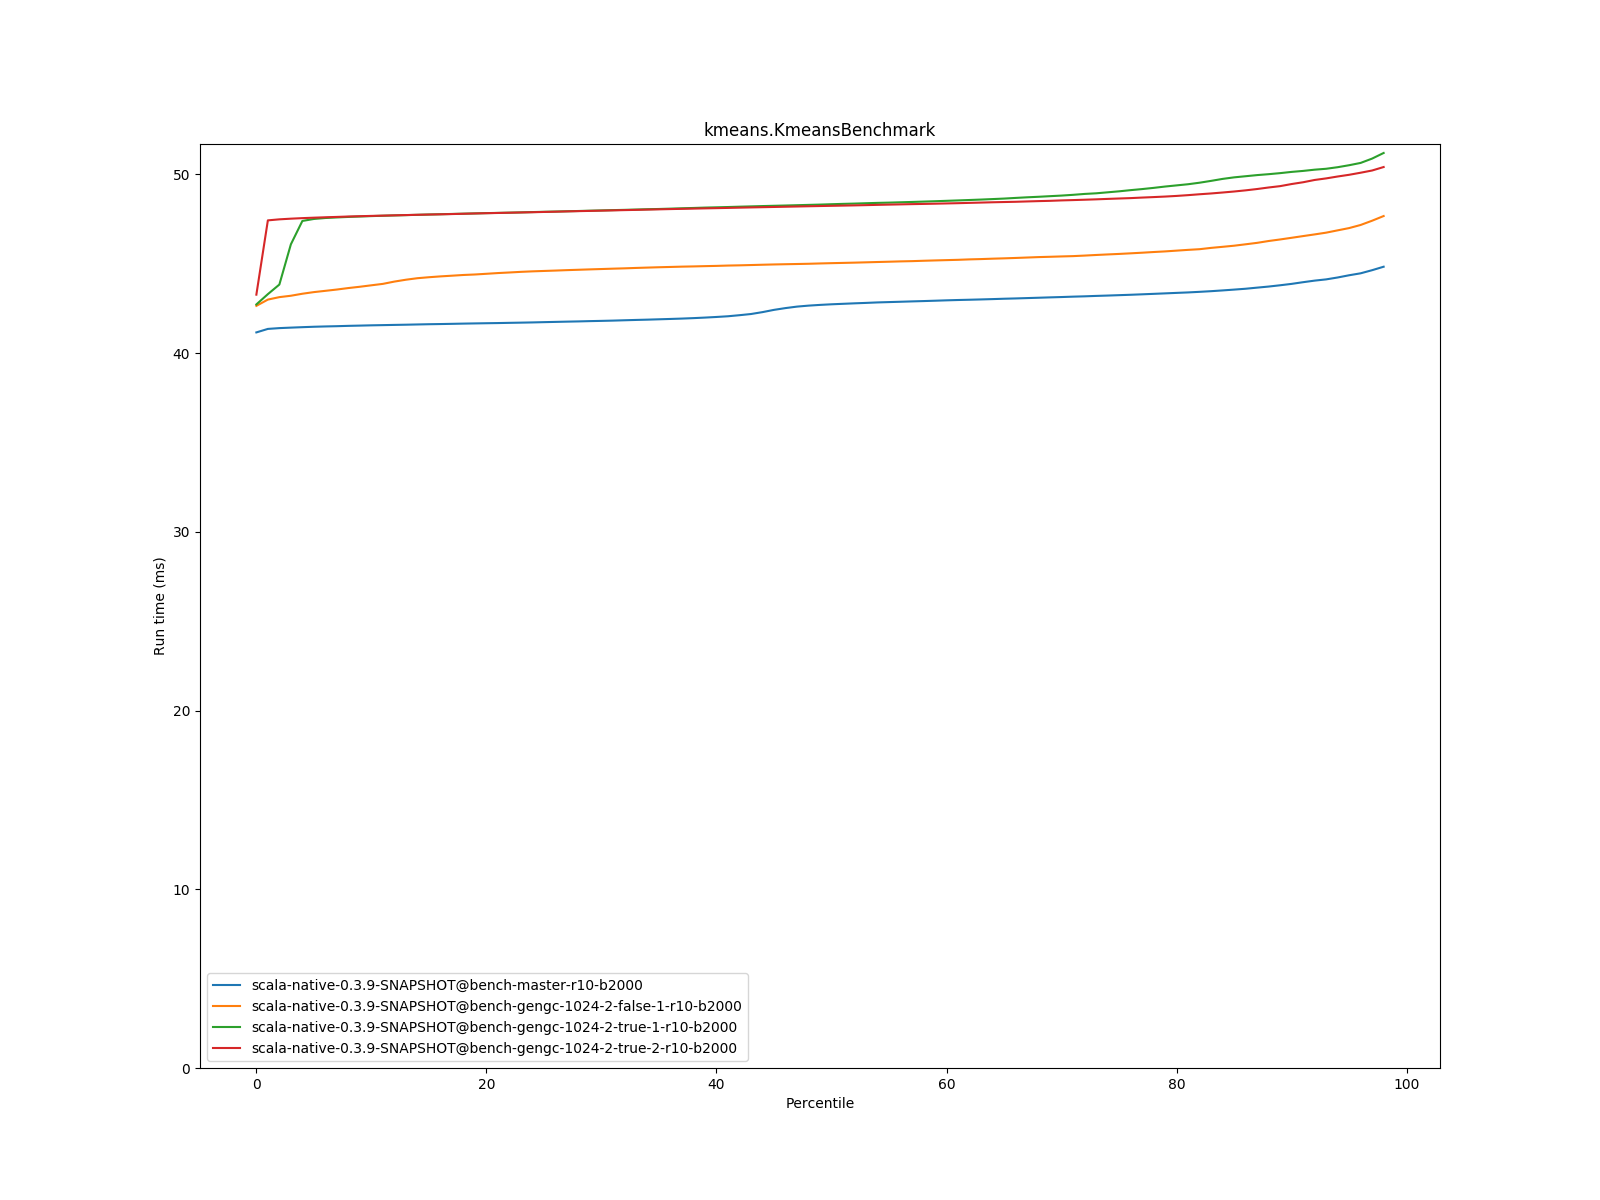 kmeans.KmeansBenchmark
50
40
30
20
10
0
Run time (ms)
scala-native-0.3.9-SNAPSHOT@bench-master-r10-b2000
scala-native-0.3.9-SNAPSHOT@bench-gengc-1024-2-false-1-r10-b2000
scala-native-0.3.9-SNAPSHOT@bench-gengc-1024-2-true-1-r10-b2000
scala-native-0.3.9-SNAPSHOT@bench-gengc-1024-2-true-2-r10-b2000
0 20 40 60 80 100
Percentile